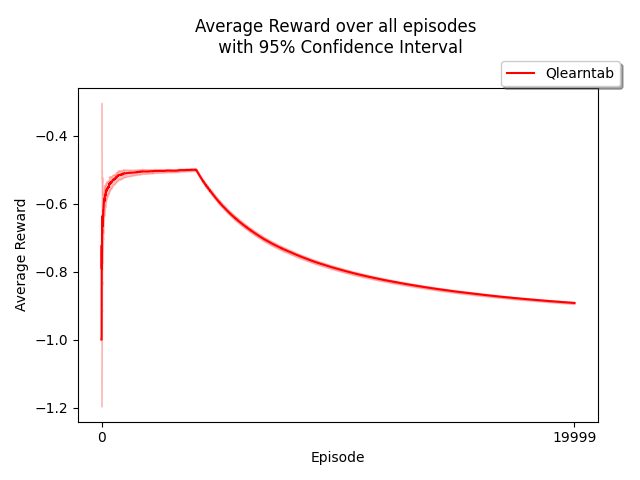 Average Reward over all episodes
with 95% Confidence Interval
Qlearntab
−0.4
−0.6
−0.8
−1.0
−1.2
Average Reward
0
19999
Episode